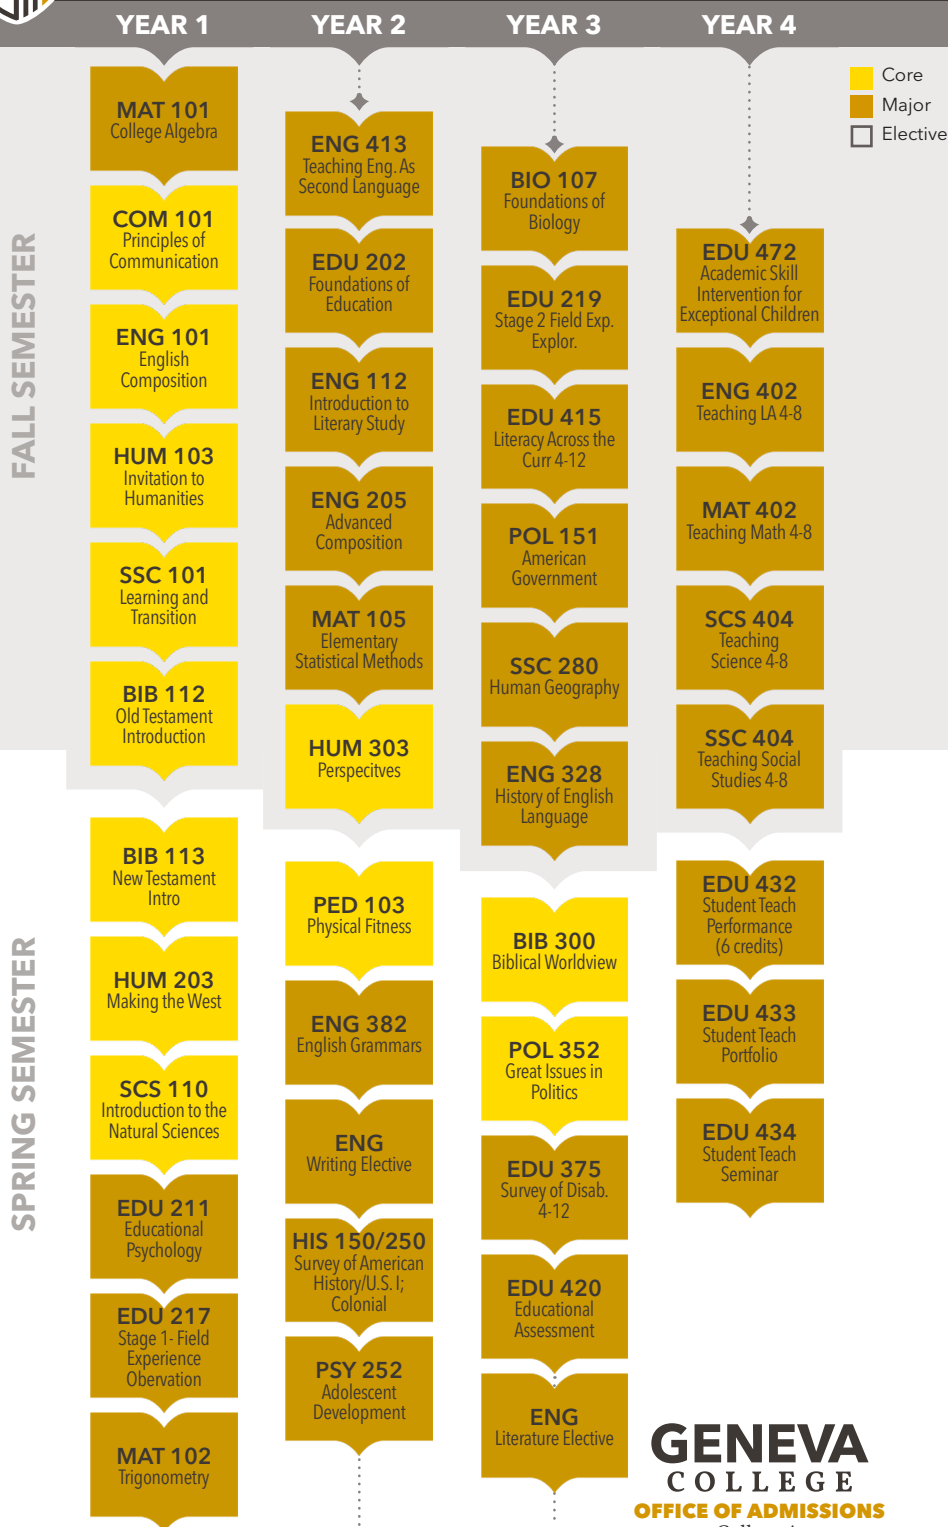 YEAR 1
YEAR 2
YEAR 3
YEAR 4
Core
Major
Elective
FALL SEMESTER
MAT 101
College Algebra
COM 101
Principles of
Communication
ENG 101
English
Composition
HUM 103
Invitation to
Humanities
SSC 101
Learning and
Transition
BIB 112
Old Testament
Introduction
ENG 413
Teaching Eng. As
Second Language
EDU 202
Foundations of
Education
ENG 112
Introduction to
Literary Study
ENG 205
Advanced
Composition
MAT 105
Elementary
Statistical Methods
HUM 303
Perspecitves
BIO 107
Foundations of
Biology
EDU 219
Stage 2 Field Exp.
Explor.
EDU 415
Literacy Across the
Curr 4-12
POL 151
American
Government
SSC 280
Human Geography
ENG 328
History of English
Language
EDU 472
Academic Skill
Intervention for
Exceptional Children
ENG 402
Teaching LA 4-8
MAT 402
Teaching Math 4-8
SCS 404
Teaching
Science 4-8
SSC 404
Teaching Social
Studies 4-8
SPRING SEMESTER
BIB 113
New Testament
Intro
HUM 203
Making the West
SCS 110
Introduction to the
Natural Sciences
EDU 211
Educational
Psychology
EDU 217
Stage 1- Field
Experience
Obervation
MAT 102
Trigonometry
PED 103
Physical Fitness
ENG 382
English Grammars
ENG
Writing Elective
HIS 150/250
Survey of American
History/U.S. I;
Colonial
PSY 252
Adolescent
Development
BIB 300
Biblical Worldview
POL 352
Great Issues in
Politics
EDU 375
Survey of Disab.
4-12
EDU 420
Educational
Assessment
ENG
Literature Elective
EDU 432
Student Teach
Performance
(6 credits)
EDU 433
Student Teach
Portfolio
EDU 434
Student Teach
Seminar
GENEVA
COLLEGE
OFFICE OF ADMISSIONS